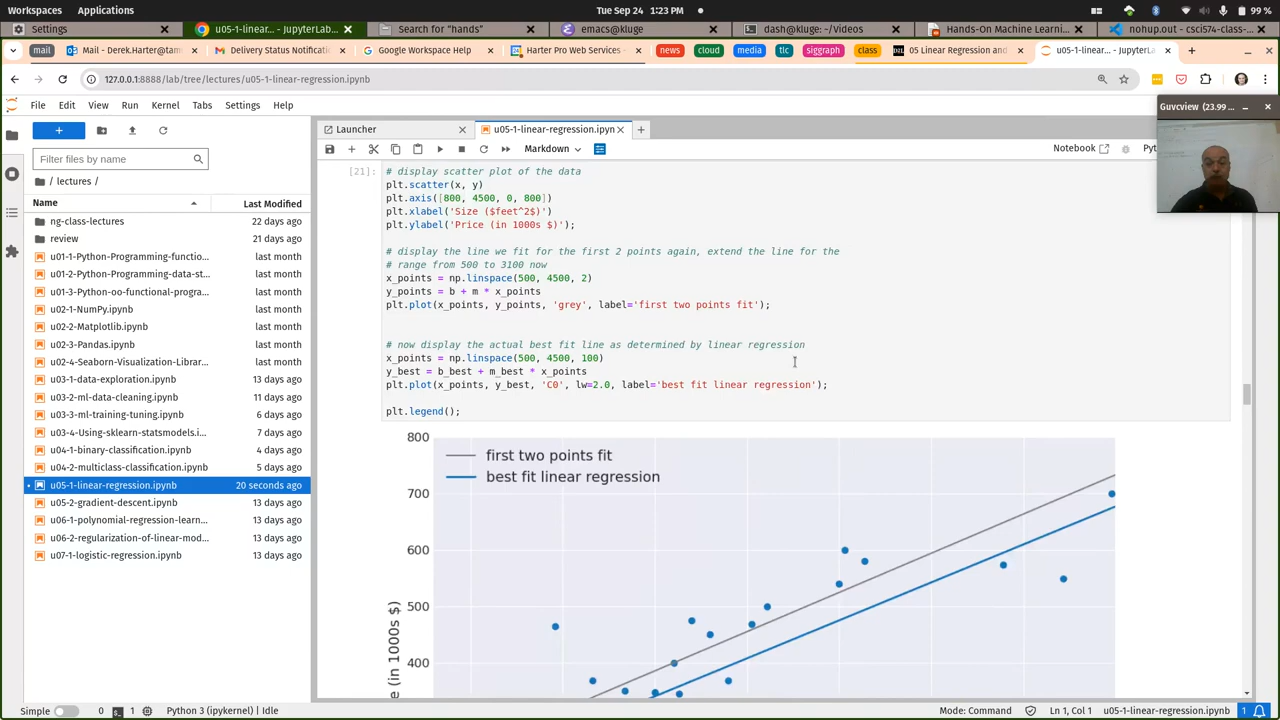 Workspaces Applications Tue Sep 24 1:23 PM 99 %
Settings u05-1-linear... - JupyterLab Search for "hands" emacs@kluge dash@kluge: ~/Videos Hands-On Machine Learning nohup.out - csci574-class-
mail Mail - Derek.Harter@tam Delivery Status Notificati Google Workspace Help Harter Pro Web Services - news cloud media tlc siggraph class 05 Linear Regression and u05-1-linear... - JupyterLa
127.0.0.1:8888/lab/tree/lectures/u05-1-linear-regression.ipynb
File Edit View Run Kernel Tabs Settings Help
Guvcview (23.99 ...
Launcher u05-1-linear-regression.ipyn
Markdown Notebook Pyt
Filter files by name
/ lectures /
Name Last Modified
ng-class-lectures 22 days ago
review 21 days ago
u01-1-Python-Programming-functio... last month
u01-2-Python-Programming-data-st... last month
u01-3-Python-oo-functional-progra... last month
u02-1-NumPy.ipynb last month
u02-2-Matplotlib.ipynb last month
u02-3-Pandas.ipynb last month
u02-4-Seaborn-Visualization-Librar... last month
u03-1-data-exploration.ipynb 13 days ago
u03-2-ml-data-cleaning.ipynb 11 days ago
u03-3-ml-training-tuning.ipynb 6 days ago
u03-4-Using-sklearn-statsmodels.i... 7 days ago
u04-1-binary-classification.ipynb 4 days ago
u04-2-multiclass-classification.ipynb 5 days ago
u05-1-linear-regression.ipynb 20 seconds ago
u05-2-gradient-descent.ipynb 13 days ago
u06-1-polynomial-regression-learn... 13 days ago
u06-2-regularization-of-linear-mod... 13 days ago
u07-1-logistic-regression.ipynb 13 days ago
[21]: # display scatter plot of the data
plt.scatter(x, y)
plt.axis([800, 4500, 0, 800])
plt.xlabel('Size ($feet^2$)')
plt.ylabel('Price (in 1000s $)');
# display the line we fit for the first 2 points again, extend the line for the
# range from 500 to 3100 now
x_points = np.linspace(500, 4500, 2)
y_points = b + m * x_points
plt.plot(x_points, y_points, 'grey', label='first two points fit');
# now display the actual best fit line as determined by linear regression
x_points = np.linspace(500, 4500, 100)
y_best = b_best + m_best * x_points
plt.plot(x_points, y_best, 'C0', lw=2.0, label='best fit linear regression');
plt.legend();
800
first two points fit
best fit linear regression
700
600
500
400
e (in 1000s $)
Simple 0 1 Python 3 (ipykernel) | Idle Mode: Command Ln 1, Col 1 u05-1-linear-regression.ipynb 1